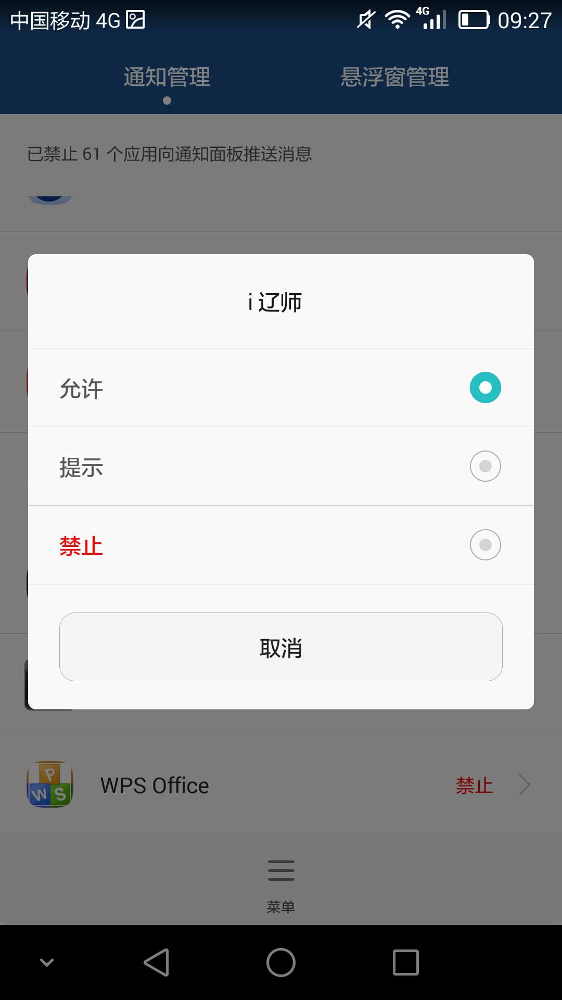 中国移动 4G 4G 09:27
通知管理 悬浮窗管理
已禁止 61 个应用向通知面板推送消息
i 辽师
允许
提示
禁止
取消
P
W S
WPS Office 禁止
菜单